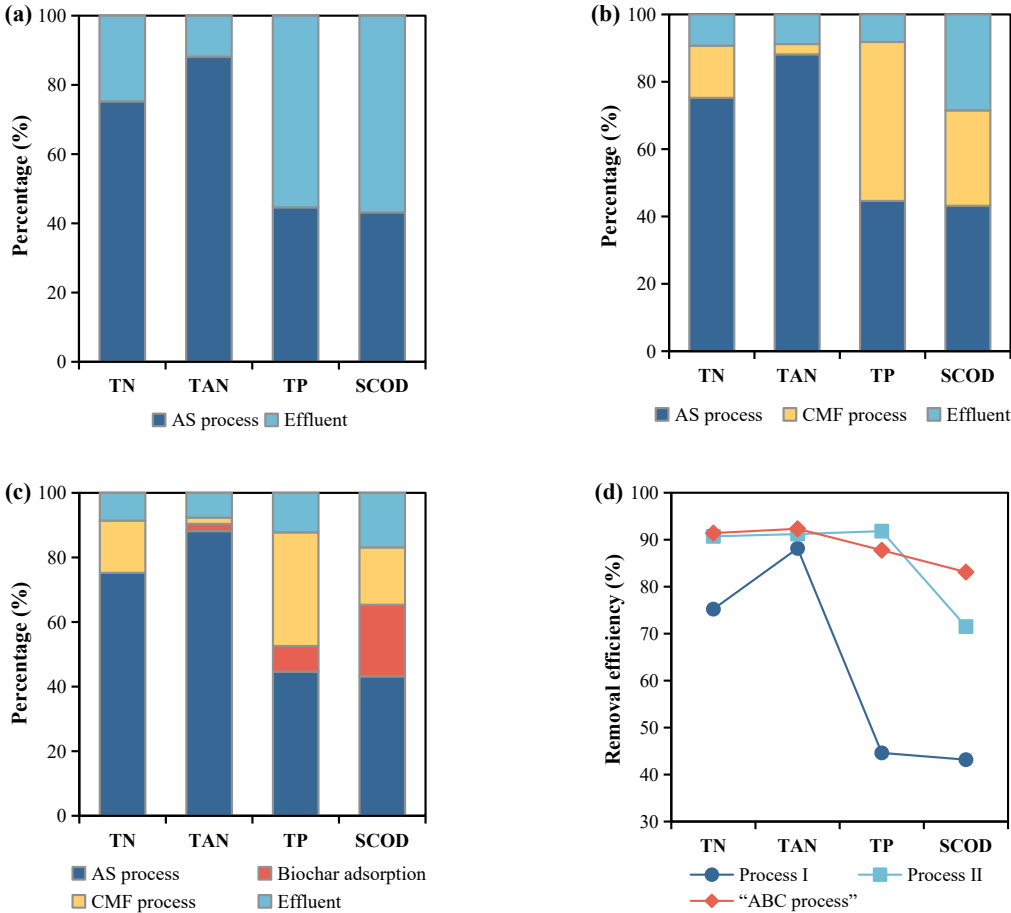 (a)
Percentage (%)
100
80
60
40
20
0
TN TAN TP SCOD
AS process Effluent
(b)
Percentage (%)
100
80
60
40
20
0
TN TAN TP SCOD
AS process CMF process Effluent
(c)
Percentage (%)
100
80
60
40
20
0
TN TAN TP SCOD
AS process Biochar adsorption
CMF process Effluent
(d)
Removal efficiency (%)
100
90
80
70
60
50
40
30
TN TAN TP SCOD
Process I Process II
“ABC process”